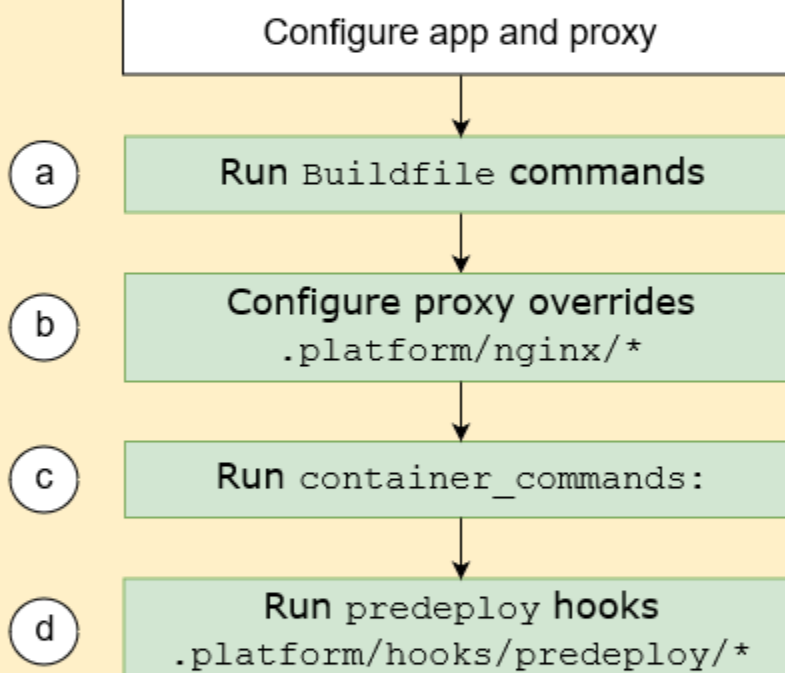 Configure app and proxy
a
Run Buildfile commands
b
Configure proxy overrides
.platform/nginx/*
c
Run container_commands:
d
Run predeploy hooks
.platform/hooks/predeploy/*